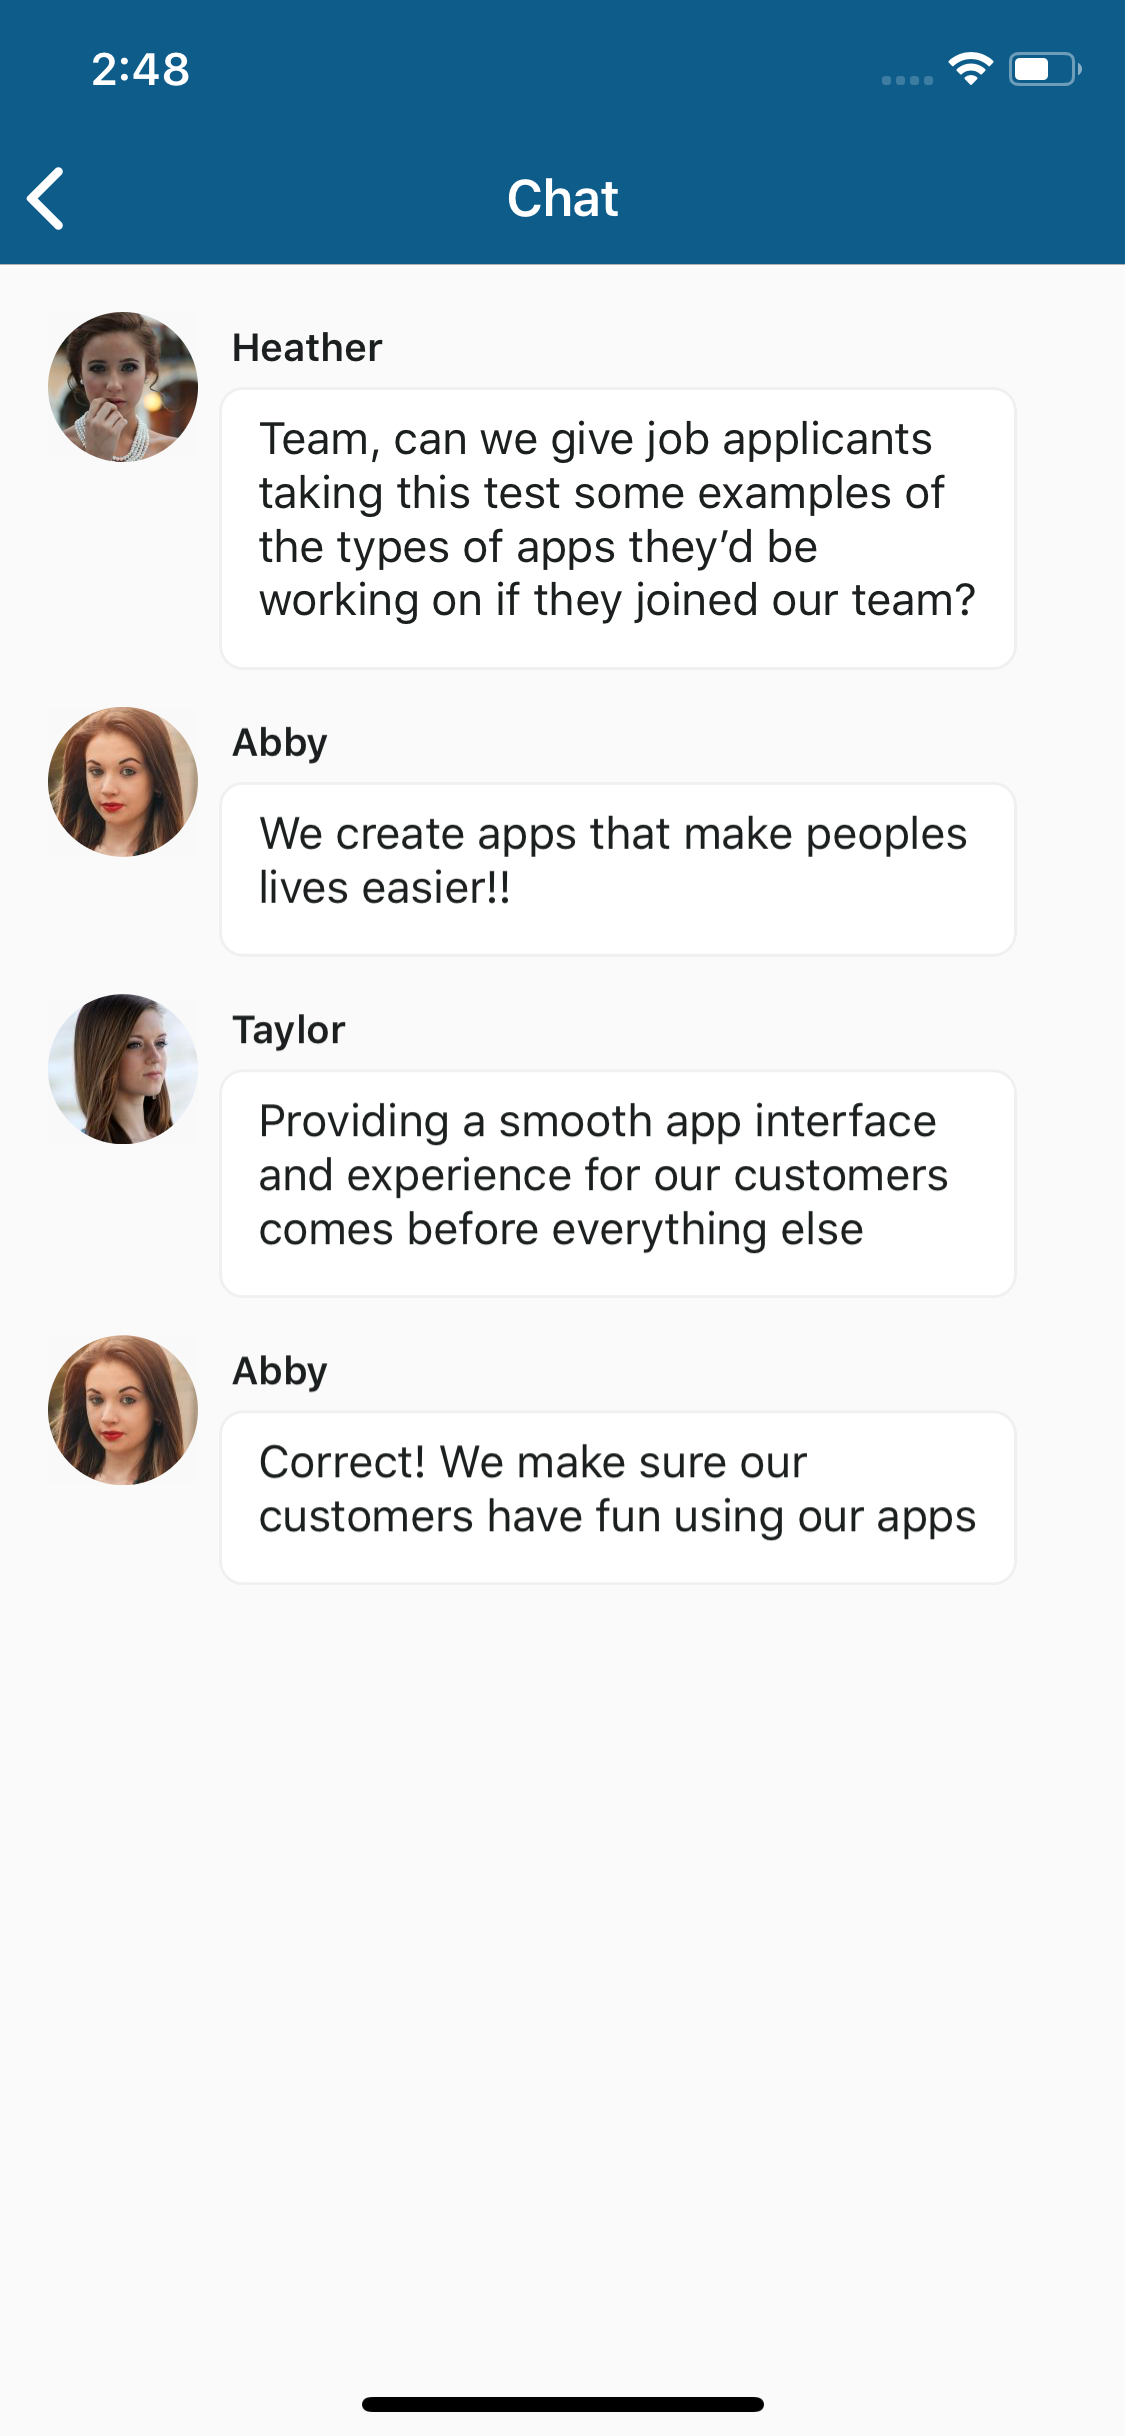 2:48
Chat
Heather
Team, can we give job applicants
taking this test some examples of
the types of apps they’d be
working on if they joined our team?
Abby
We create apps that make peoples
lives easier!!
Taylor
Providing a smooth app interface
and experience for our customers
comes before everything else
Abby
Correct! We make sure our
customers have fun using our apps